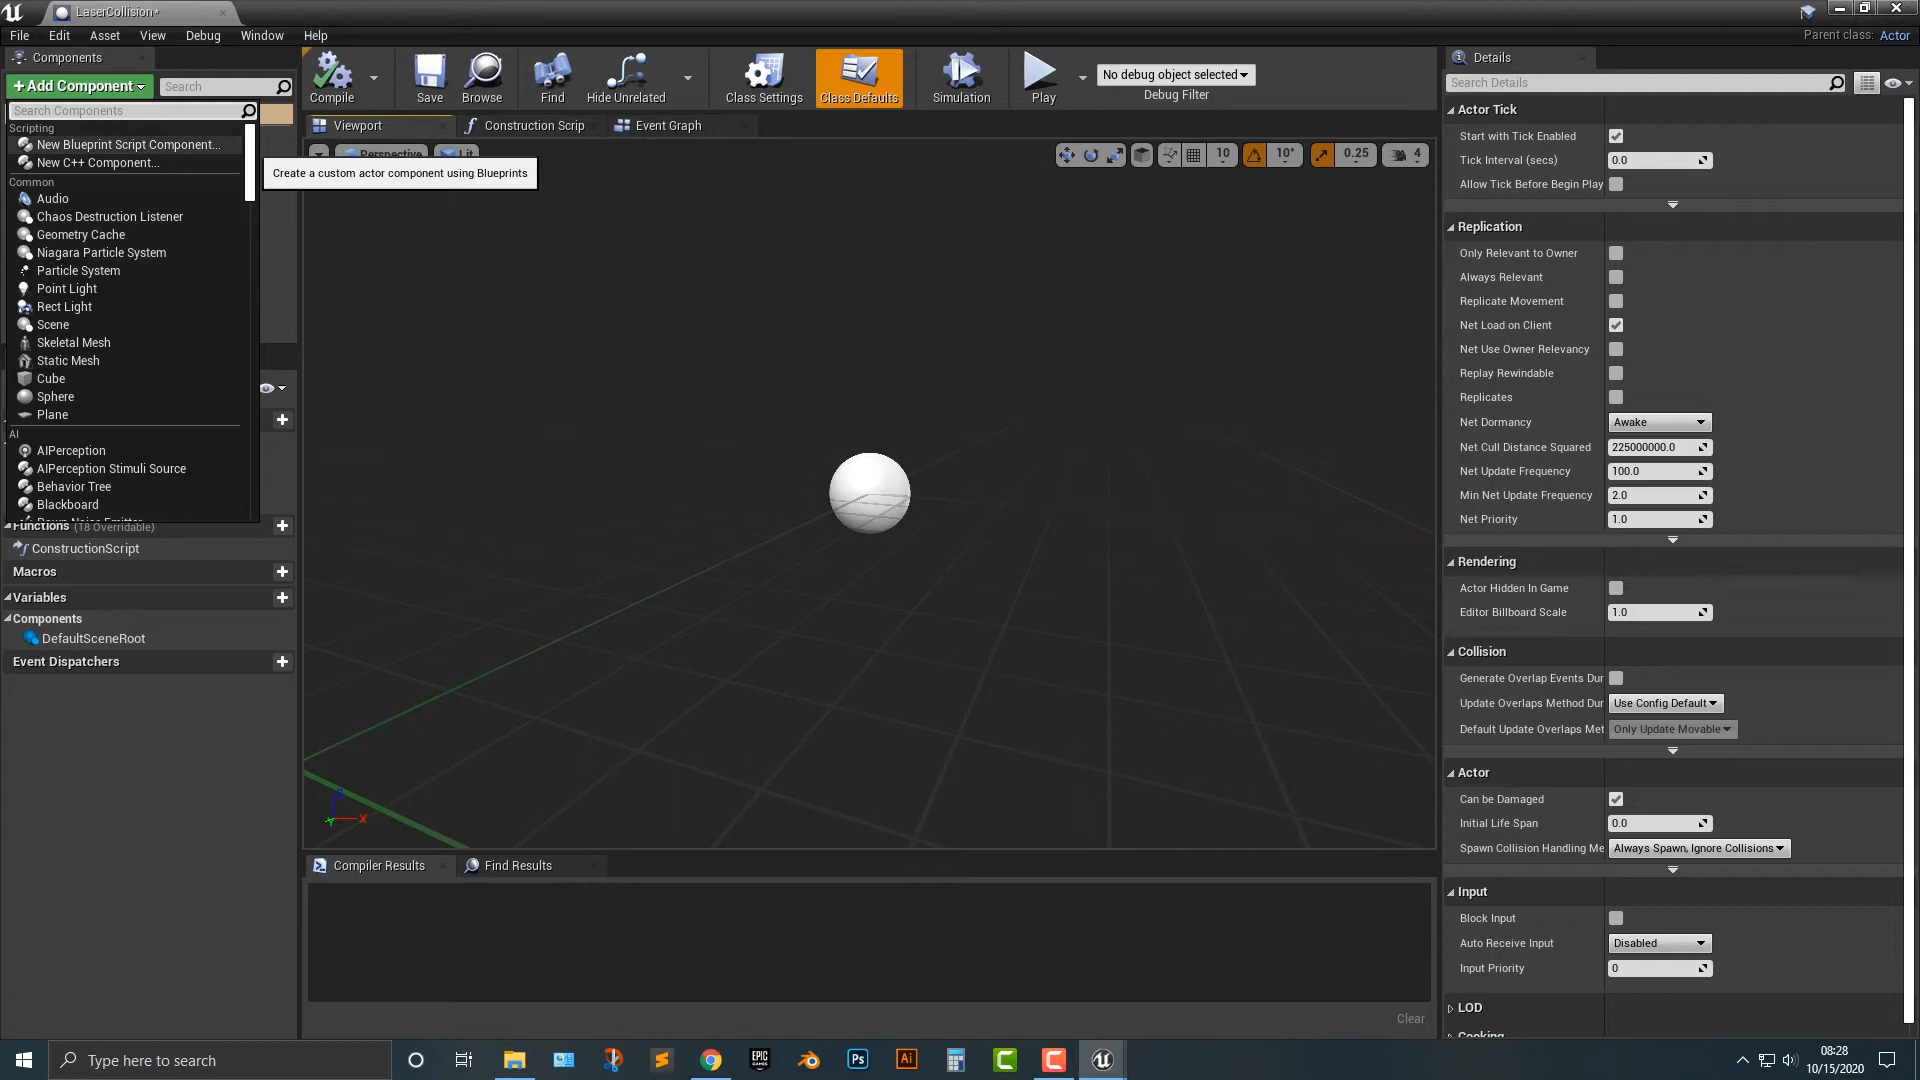 LaserCollision*
File Edit Asset View Debug Window Help
Parent class: Actor
Components
+Add Component
Search
Search Components
Scripting
New Blueprint Script Component...
New C++ Component...
Common
Audio
Chaos Destruction Listener
Geometry Cache
Niagara Particle System
Particle System
Point Light
Rect Light
Scene
Skeletal Mesh
Static Mesh
Cube
Sphere
Plane
AI
AIPerception
AIPerception Stimuli Source
Behavior Tree
Blackboard
Functions (18 Overridable)
ConstructionScript
Macros
Variables
Components
DefaultSceneRoot
Event Dispatchers
Compile Save Browse Find Hide Unrelated Class Settings Class Defaults Simulation Play
No debug object selected
Debug Filter
Viewport Construction Scrip Event Graph
Perspective Lit
10 10° 0.25 4
Create a custom actor component using Blueprints
X
Compiler Results Find Results
Clear
Details
Search Details
Actor Tick
Start with Tick Enabled
Tick Interval (secs) 0.0
Allow Tick Before Begin Play
Replication
Only Relevant to Owner
Always Relevant
Replicate Movement
Net Load on Client
Net Use Owner Relevancy
Replay Rewindable
Replicates
Net Dormancy Awake
Net Cull Distance Squared 225000000.0
Net Update Frequency 100.0
Min Net Update Frequency 2.0
Net Priority 1.0
Rendering
Actor Hidden In Game
Editor Billboard Scale 1.0
Collision
Generate Overlap Events Dur
Update Overlaps Method Dur Use Config Default
Default Update Overlaps Met Only Update Movable
Actor
Can be Damaged
Initial Life Span 0.0
Spawn Collision Handling Me Always Spawn, Ignore Collisions
Input
Block Input
Auto Receive Input Disabled
Input Priority 0
LOD
Cooking
Type here to search
EPIC GAMES
Ps
Ai
08:28
10/15/2020